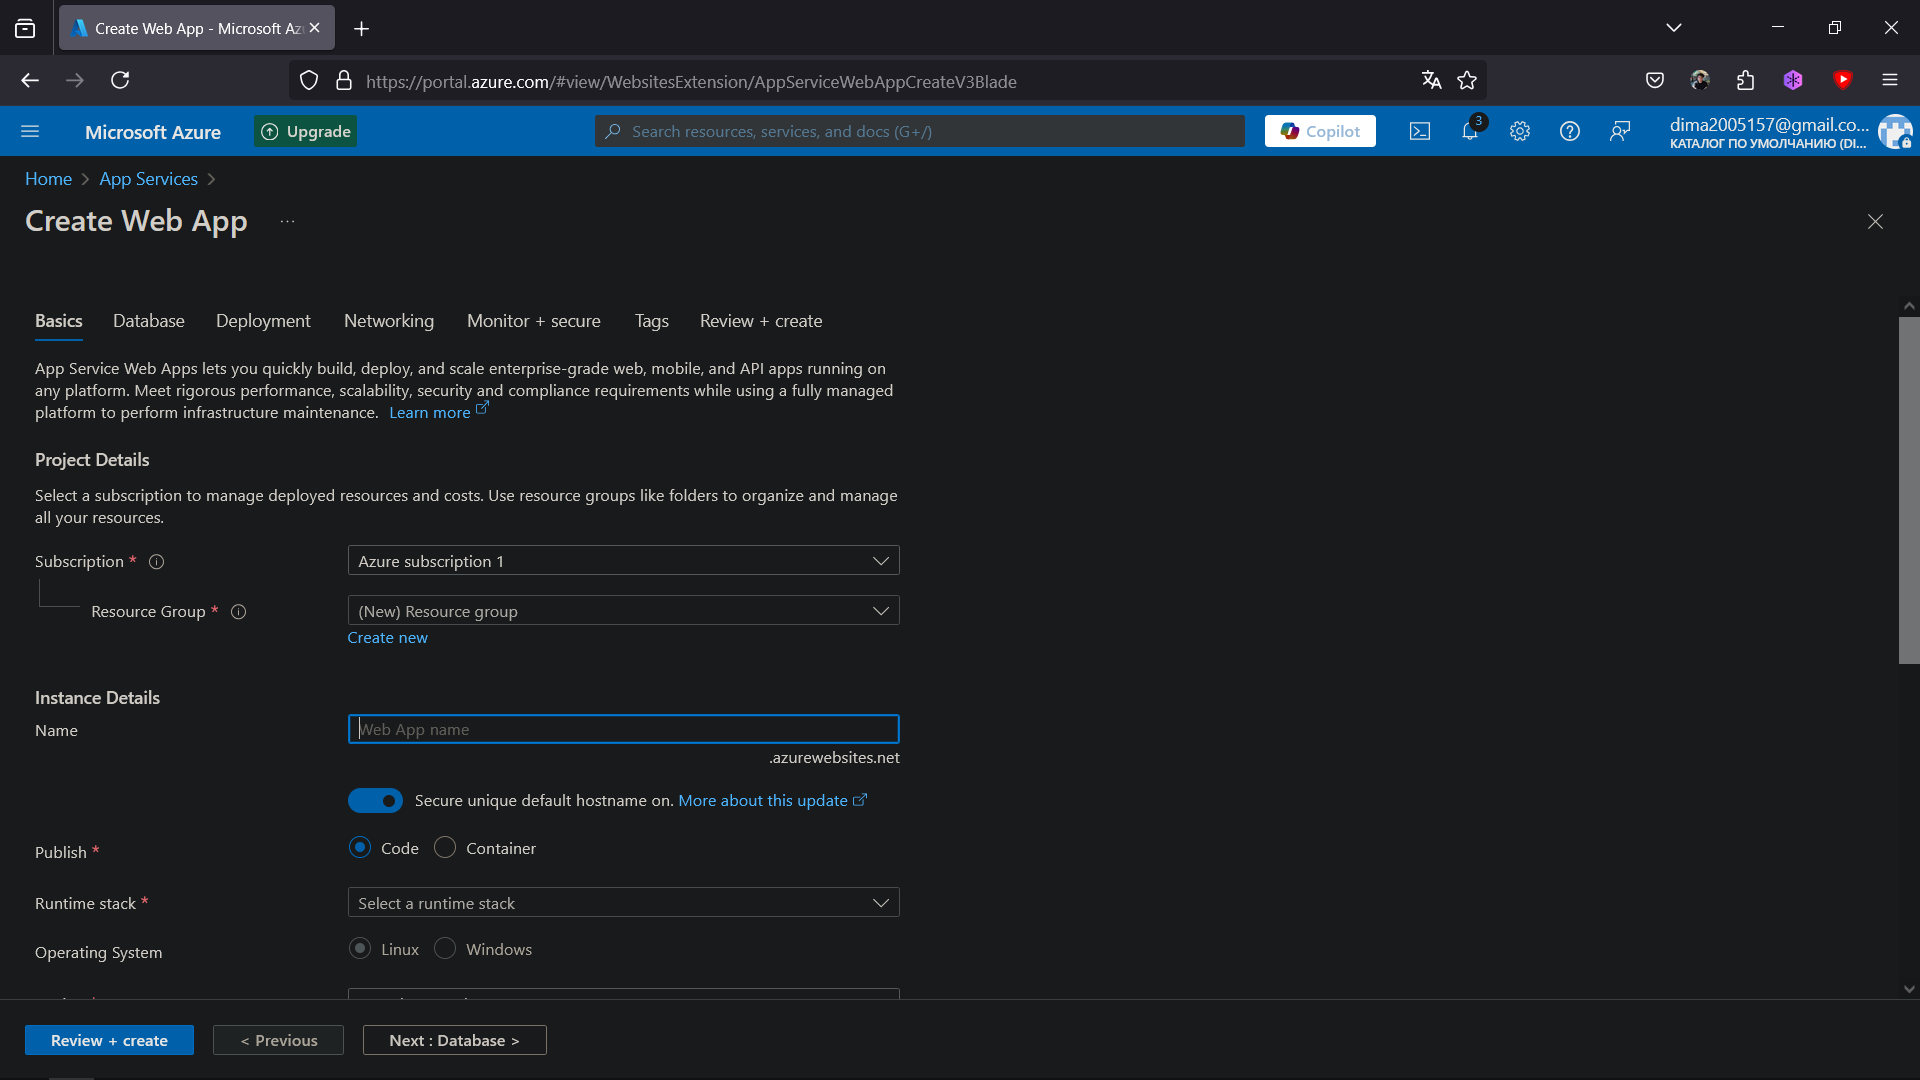 Create Web App - Microsoft Az
https://portal.azure.com/#view/WebsitesExtension/AppServiceWebAppCreateV3Blade
Microsoft Azure
Upgrade
Search resources, services, and docs (G+/)
Copilot
3
dima2005157@gmail.co...
КАТАЛОГ ПО УМОЛЧАНИЮ (DI...
Home > App Services >
Create Web App ...
Basics Database Deployment Networking Monitor + secure Tags Review + create
App Service Web Apps lets you quickly build, deploy, and scale enterprise-grade web, mobile, and API apps running on
any platform. Meet rigorous performance, scalability, security and compliance requirements while using a fully managed
platform to perform infrastructure maintenance. Learn more
Project Details
Select a subscription to manage deployed resources and costs. Use resource groups like folders to organize and manage
all your resources.
Subscription * Azure subscription 1
Resource Group * (New) Resource group
Create new
Instance Details
Name Web App name
.azurewebsites.net
Secure unique default hostname on. More about this update
Publish * Code Container
Runtime stack * Select a runtime stack
Operating System Linux Windows
Review + create < Previous Next : Database >